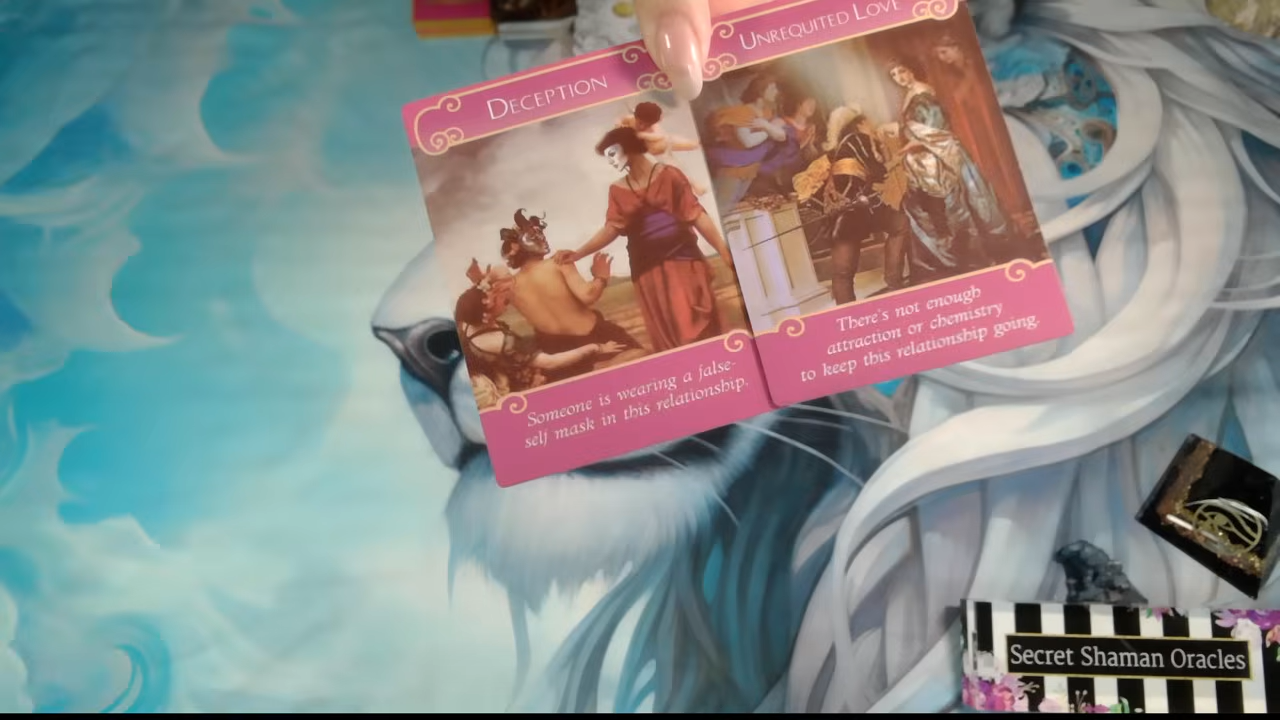 DECEPTION
Someone is wearing a false-
self mask in this relationship.
UNREQUITED LOVE
There's not enough
attraction or chemistry
to keep this relationship going.
Secret Shaman Oracles